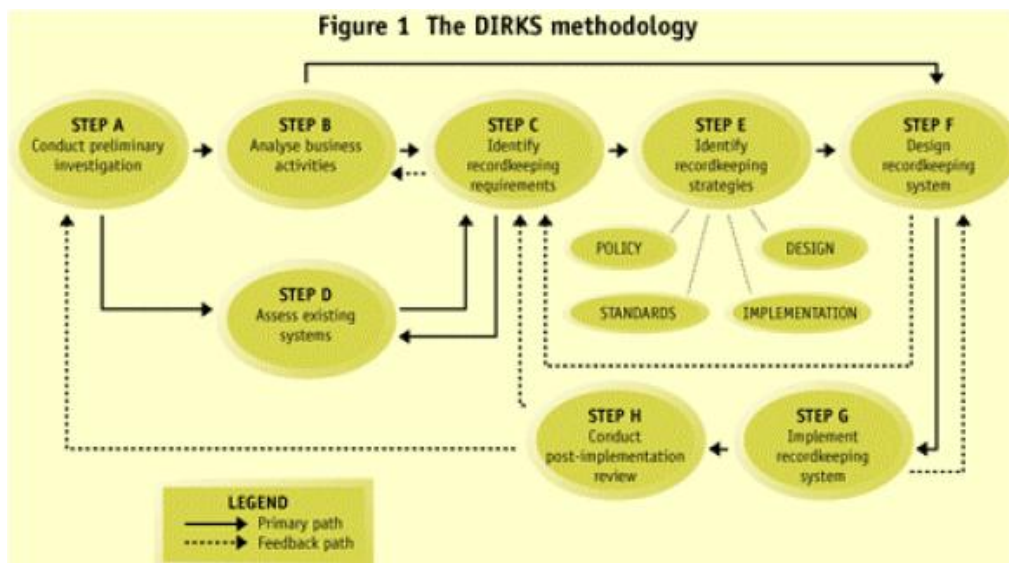 Figure 1 The DIRKS methodology
STEP A
Conduct preliminary
investigation
STEP B
Analyse business
activities
STEP C
Identify
recordkeeping
requirements
STEP E
Identify
recordkeeping
strategies
STEP F
Design
recordkeeping
system
POLICY
DESIGN
STANDARDS
IMPLEMENTATION
STEP D
Assess existing
systems
STEP H
Conduct
post-implementation
review
STEP G
Implement
recordkeeping
system
LEGEND
Primary path
Feedback path